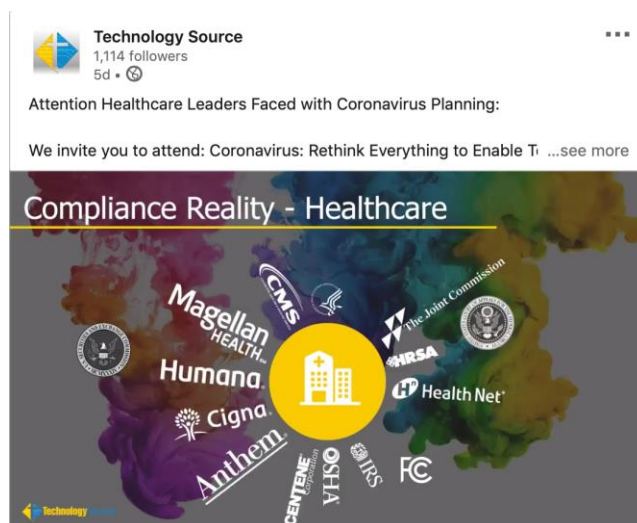 Technology Source
1,114 followers
5d •
Attention Healthcare Leaders Faced with Coronavirus Planning:
We invite you to attend: Coronavirus: Rethink Everything to Enable Te ...see more
Compliance Reality - Healthcare
CMS
The Joint Commission
Magellan
HEALTH
HRSA
Humana
Health Net
Cigna
Anthem
CENTENE
Corporation
OSHA
IRS
FC
Technology